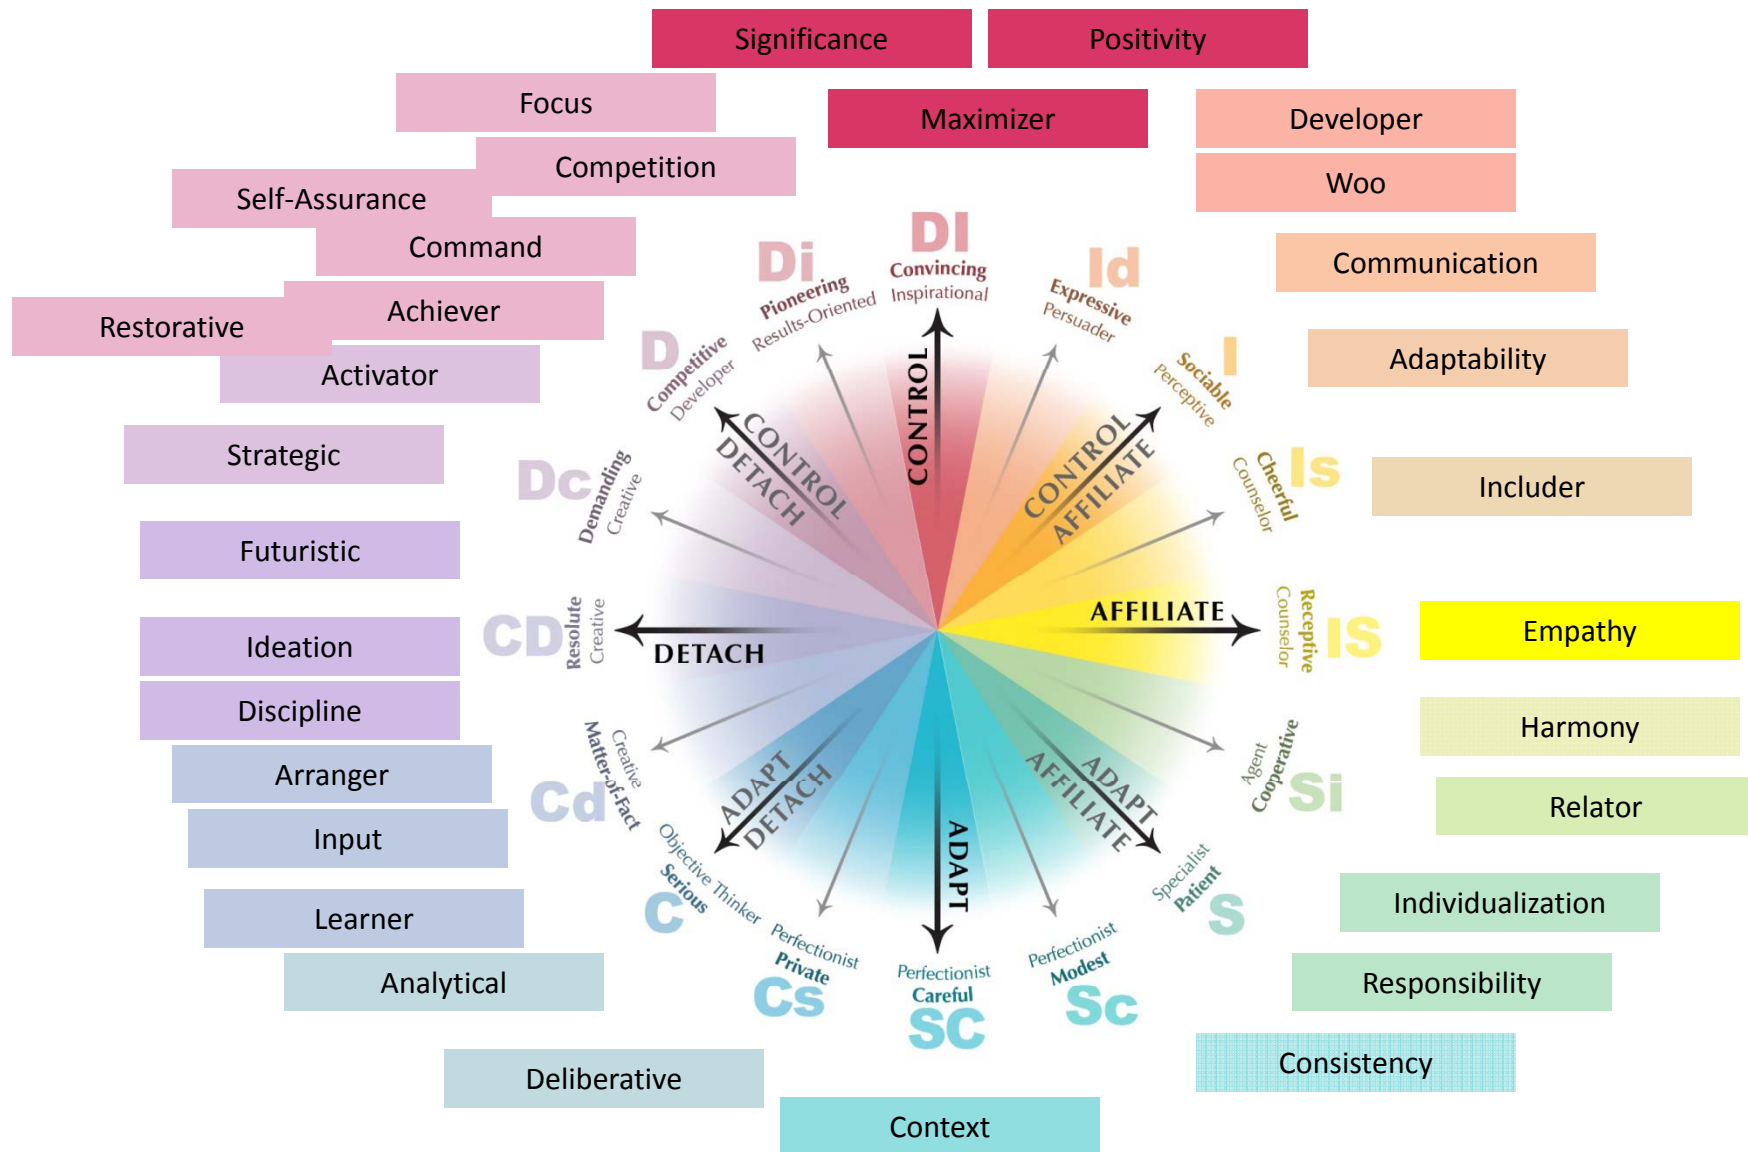 Significance
Positivity
Focus
Maximizer
Developer
Competition
Woo
Self-Assurance
Command
Communication
Achiever
Restorative
Activator
Adaptability
Strategic
Includer
Futuristic
Ideation
Empathy
Discipline
Harmony
Arranger
Relator
Input
Individualization
Learner
Analytical
Responsibility
Consistency
Deliberative
Context
DI
Convincing
Inspirational
Id
Expressive
Persuader
I
Sociable
Perceptive
Is
Cheerful
Counselor
IS
Receptive
Counselor
Si
Agent
Cooperative
S
Specialist
Patient
Sc
Perfectionist
Modest
Perfectionist
Careful
SC
Perfectionist
Private
Cs
Objective Thinker
Serious
C
Creative
Matter-of-Fact
Cd
CD
Resolute
Creative
Dc
Demanding
Creative
D
Competitive
Developer
Di
Pioneering
Results-Oriented
CONTROL
CONTROL
AFFILIATE
AFFILIATE
ADAPT
AFFILIATE
ADAPT
ADAPT
DETACH
DETACH
CONTROL
DETACH